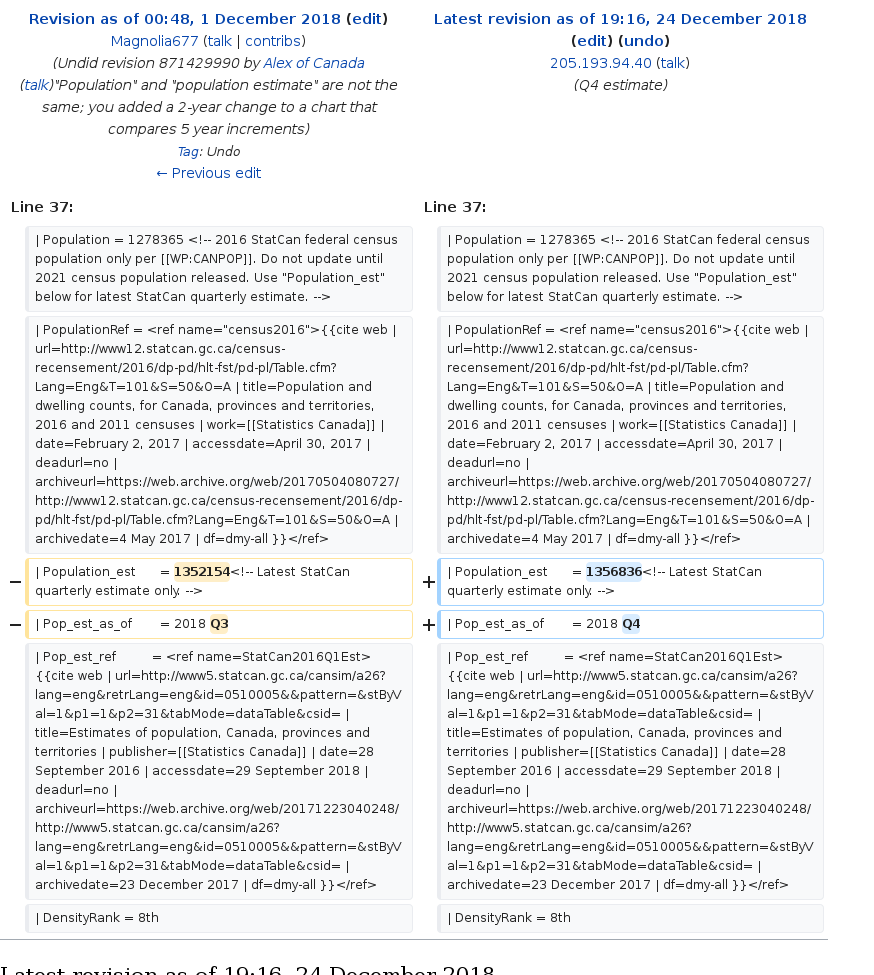 Revision as of 00:48, 1 December 2018 (edit)
Magnolia677 (talk | contribs)
(Undid revision 871429990 by Alex of Canada
(talk)"Population" and "population estimate" are not the
same; you added a 2-year change to a chart that
compares 5 year increments)
Tag: Undo
← Previous edit
Latest revision as of 19:16, 24 December 2018
(edit) (undo)
205.193.94.40 (talk)
(Q4 estimate)
Line 37:
| Population = 1278365 <!-- 2016 StatCan federal census
population only per [[WP:CANPOP]]. Do not update until
2021 census population released. Use "Population_est"
below for latest StatCan quarterly estimate. -->
| PopulationRef = <ref name="census2016">{{cite web |
url=http://www12.statcan.gc.ca/census-
recensement/2016/dp-pd/hlt-fst/pd-pl/Table.cfm?
Lang=Eng&T=101&S=50&O=A | title=Population and
dwelling counts, for Canada, provinces and territories,
2016 and 2011 censuses | work=[[Statistics Canada]] |
date=February 2, 2017 | accessdate=April 30, 2017 |
deadurl=no |
archiveurl=https://web.archive.org/web/20170504080727/
http://www12.statcan.gc.ca/census-recensement/2016/dp-
pd/hlt-fst/pd-pl/Table.cfm?Lang=Eng&T=101&S=50&O=A |
archivedate=4 May 2017 | df=dmy-all }}</ref>
− | Population_est = 1352154<!-- Latest StatCan
quarterly estimate only. -->
− | Pop_est_as_of = 2018 Q3
| Pop_est_ref = <ref name=StatCan2016Q1Est>
{{cite web | url=http://www5.statcan.gc.ca/cansim/a26?
lang=eng&retrLang=eng&id=0510005&&pattern=&stByV
al=1&p1=1&p2=31&tabMode=dataTable&csid= |
title=Estimates of population, Canada, provinces and
territories | publisher=[[Statistics Canada]] | date=28
September 2016 | accessdate=29 September 2018 |
deadurl=no |
archiveurl=https://web.archive.org/web/20171223040248/
http://www5.statcan.gc.ca/cansim/a26?
lang=eng&retrLang=eng&id=0510005&&pattern=&stByV
al=1&p1=1&p2=31&tabMode=dataTable&csid= |
archivedate=23 December 2017 | df=dmy-all }}</ref>
| DensityRank = 8th
Line 37:
| Population = 1278365 <!-- 2016 StatCan federal census
population only per [[WP:CANPOP]]. Do not update until
2021 census population released. Use "Population_est"
below for latest StatCan quarterly estimate. -->
| PopulationRef = <ref name="census2016">{{cite web |
url=http://www12.statcan.gc.ca/census-
recensement/2016/dp-pd/hlt-fst/pd-pl/Table.cfm?
Lang=Eng&T=101&S=50&O=A | title=Population and
dwelling counts, for Canada, provinces and territories,
2016 and 2011 censuses | work=[[Statistics Canada]] |
date=February 2, 2017 | accessdate=April 30, 2017 |
deadurl=no |
archiveurl=https://web.archive.org/web/20170504080727/
http://www12.statcan.gc.ca/census-recensement/2016/dp-
pd/hlt-fst/pd-pl/Table.cfm?Lang=Eng&T=101&S=50&O=A |
archivedate=4 May 2017 | df=dmy-all }}</ref>
+ | Population_est = 1356836<!-- Latest StatCan
quarterly estimate only. -->
+ | Pop_est_as_of = 2018 Q4
| Pop_est_ref = <ref name=StatCan2016Q1Est>
{{cite web | url=http://www5.statcan.gc.ca/cansim/a26?
lang=eng&retrLang=eng&id=0510005&&pattern=&stByV
al=1&p1=1&p2=31&tabMode=dataTable&csid= |
title=Estimates of population, Canada, provinces and
territories | publisher=[[Statistics Canada]] | date=28
September 2016 | accessdate=29 September 2018 |
deadurl=no |
archiveurl=https://web.archive.org/web/20171223040248/
http://www5.statcan.gc.ca/cansim/a26?
lang=eng&retrLang=eng&id=0510005&&pattern=&stByV
al=1&p1=1&p2=31&tabMode=dataTable&csid= |
archivedate=23 December 2017 | df=dmy-all }}</ref>
| DensityRank = 8th
Latest revision as of 19:16, 24 December 2018